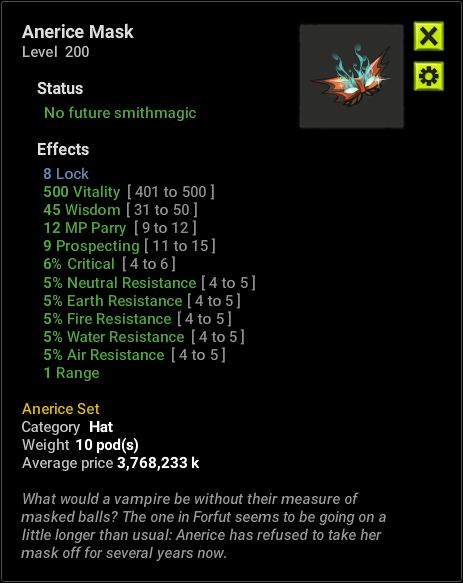 Anerice Mask
Level 200
Status
No future smithmagic
Effects
8 Lock
500 Vitality [ 401 to 500 ]
45 Wisdom [ 31 to 50 ]
12 MP Parry [ 9 to 12 ]
9 Prospecting [ 11 to 15 ]
6% Critical [ 4 to 6 ]
5% Neutral Resistance [ 4 to 5 ]
5% Earth Resistance [ 4 to 5 ]
5% Fire Resistance [ 4 to 5 ]
5% Water Resistance [ 4 to 5 ]
5% Air Resistance [ 4 to 5 ]
1 Range
Anerice Set
Category Hat
Weight 10 pod(s)
Average price 3,768,233 k
What would a vampire be without their measure of
masked balls? The one in Forfut seems to be going on a
little longer than usual: Anerice has refused to take her
mask off for several years now.